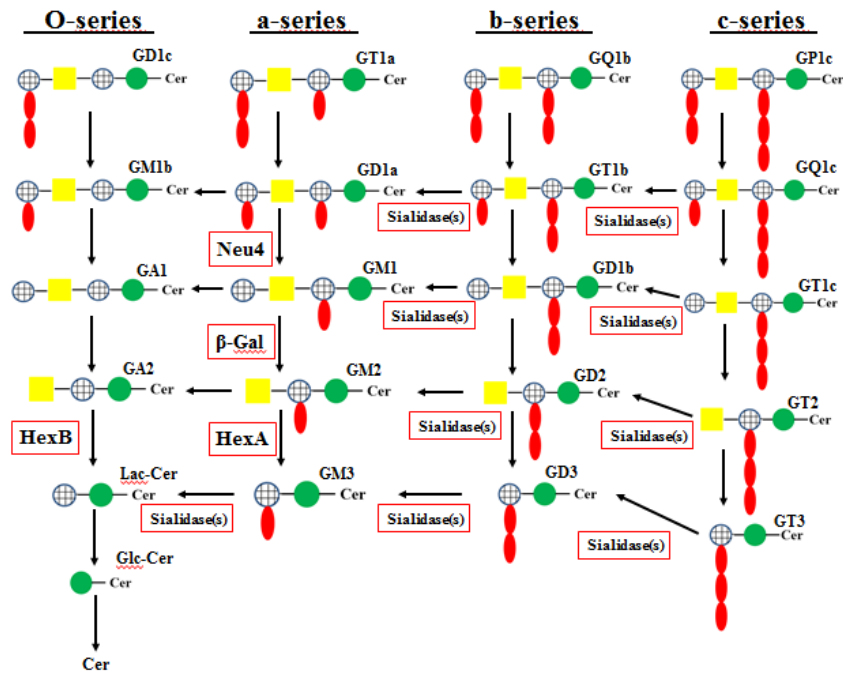 O-series a-series b-series c-series
GD1c GT1a GQ1b GP1c
Cer Cer Cer Cer
GM1b GD1a GT1b GQ1c
Cer Cer Cer Cer
Sialidase(s) Sialidase(s)
Neu4
GA1 GM1 GD1b GT1c
Cer Cer Cer Cer
Sialidase(s) Sialidase(s)
β-Gal
GA2 GM2 GD2 GT2
Cer Cer Cer Cer
HexB HexA Sialidase(s) Sialidase(s)
Lac-Cer GM3 GD3 GT3
Cer Cer Cer Cer
Sialidase(s) Sialidase(s) Sialidase(s)
Glc-Cer
Cer
Cer